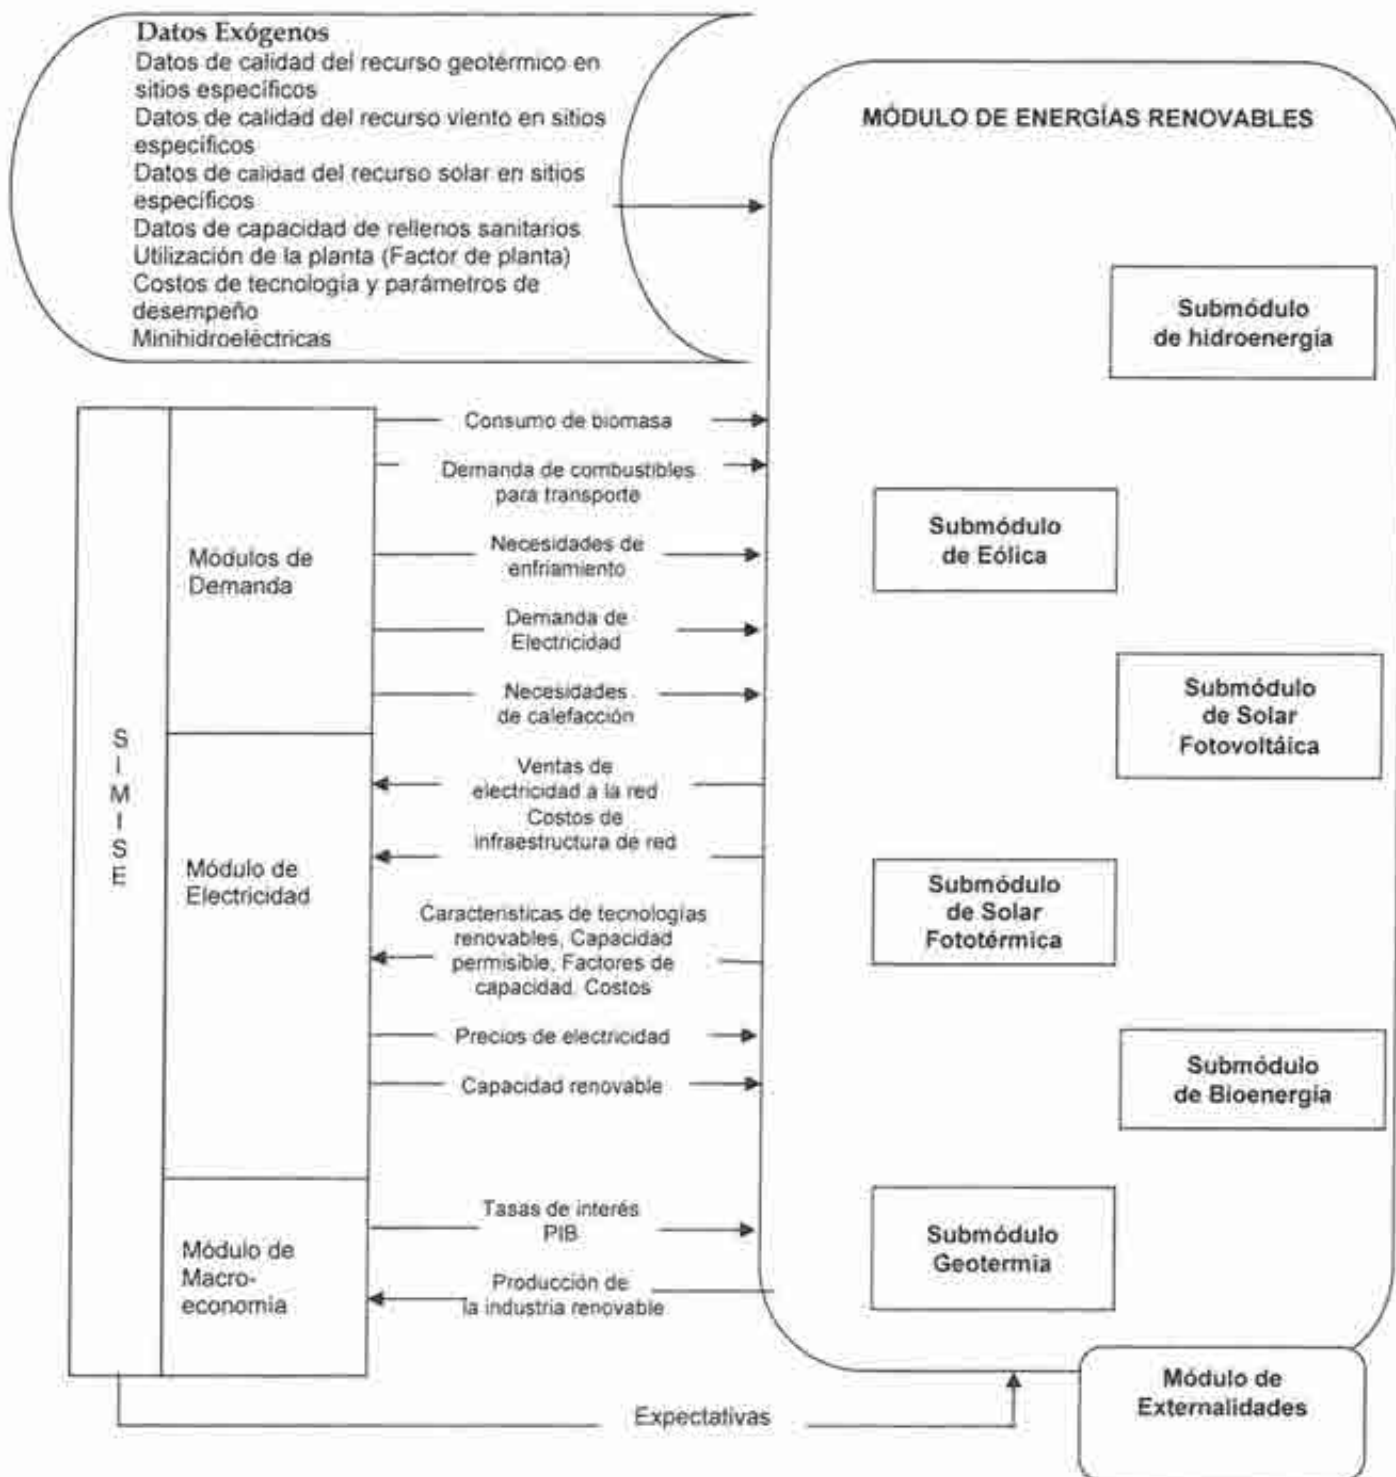 Datos Exógenos
Datos de calidad del recurso geotérmico en
sitios específicos
Datos de calidad del recurso viento en sitios
específicos
Datos de calidad del recurso solar en sitios
específicos
Datos de capacidad de rellenos sanitarios
Utilización de la planta (Factor de planta)
Costos de tecnología y parámetros de
desempeño
Minihidroeléctricas
MÓDULO DE ENERGÍAS RENOVABLES
Submódulo
de hidroenergía
Submódulo
de Eólica
Submódulo
de Solar
Fotovoltáica
Submódulo
de Solar
Fototérmica
Submódulo
de Bioenergía
Submódulo
Geotermia
Módulo de
Externalidades
SIMISE
Módulos de
Demanda
Consumo de biomasa
Demanda de combustibles
para transporte
Necesidades de
enfriamiento
Demanda de
Electricidad
Necesidades
de calefacción
Módulo de
Electricidad
Ventas de
electricidad a la red
Costos de
infraestructura de red
Características de tecnologías
renovables, Capacidad
permisible, Factores de
capacidad, Costos
Precios de electricidad
Capacidad renovable
Módulo de
Macro-
economía
Tasas de interés
PIB
Producción de
la industria renovable
Expectativas